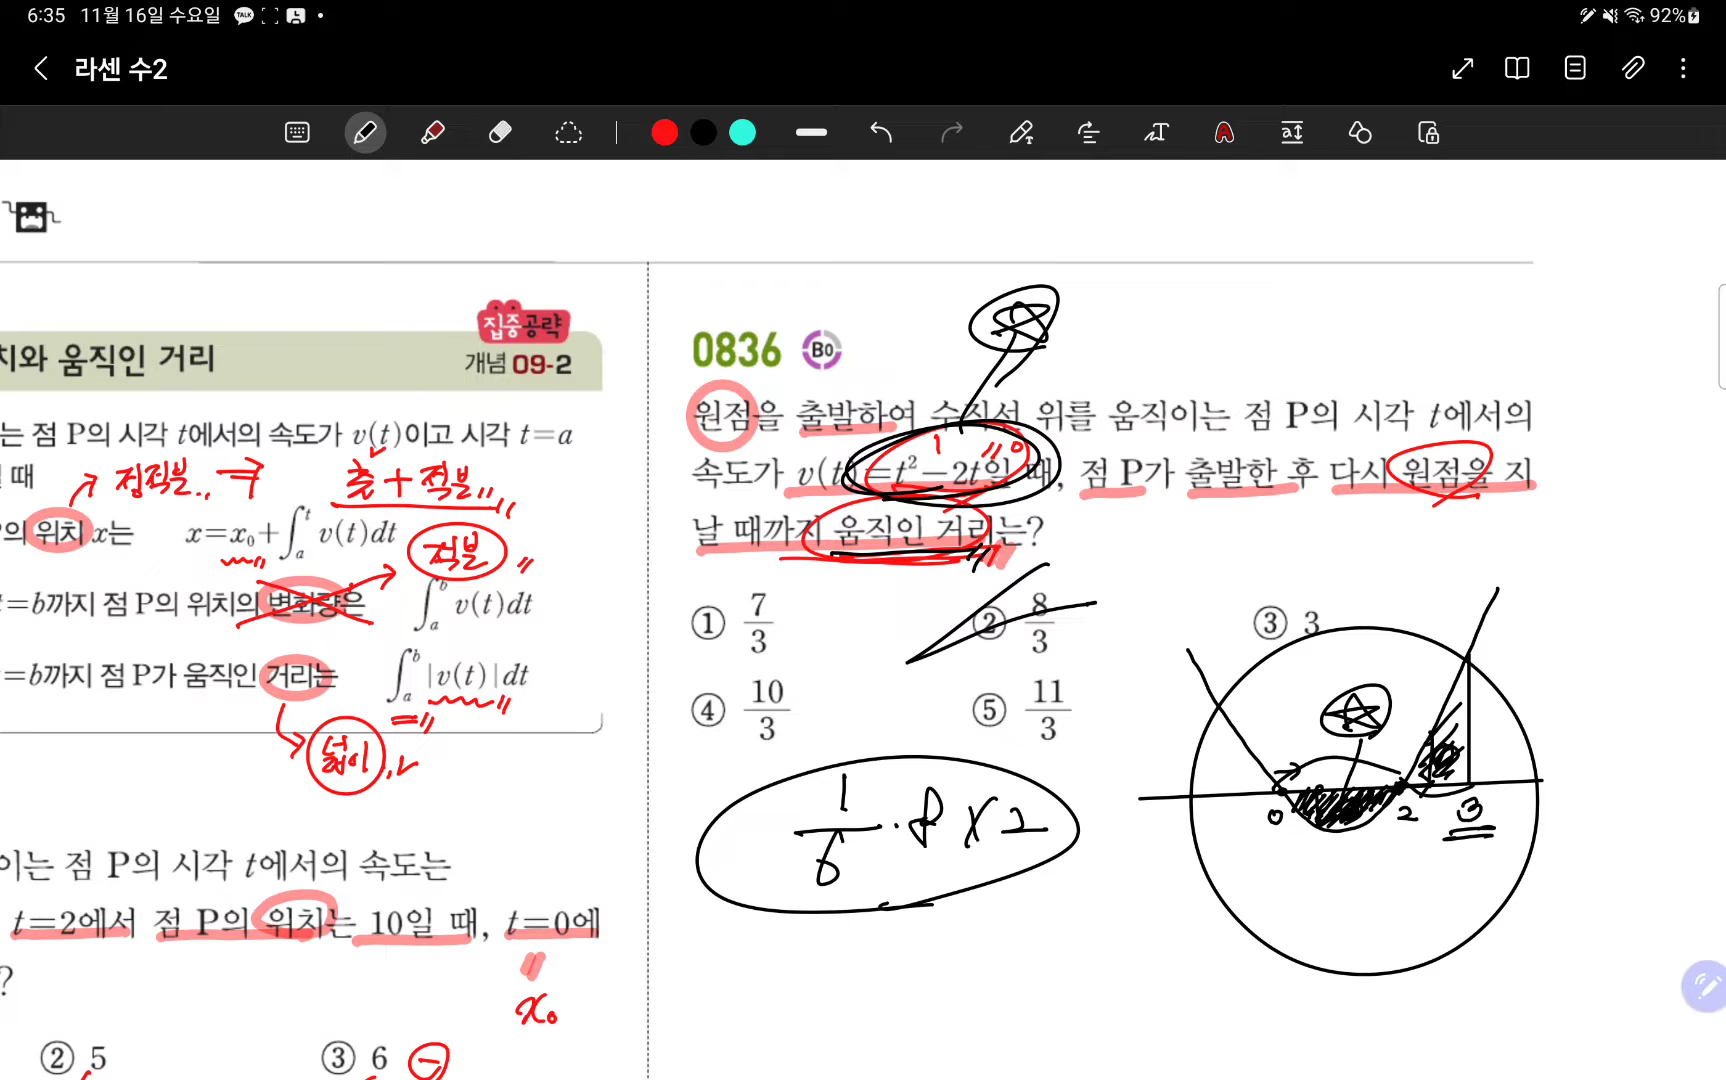 6:35 11월 16일 수요일
92%
라센 수2
집중공략
치와 움직인 거리
개념 09-2
는 점 P의 시각 t에서의 속도가 v(t)이고 시각 t=a
일 때
정적분.. ⇒ 출+적분
의 위치 x는 x=x₀+∫ₐᵗ v(t)dt
적분
t=b까지 점 P의 위치의 변화량은 ∫ₐᵇ v(t)dt
=b까지 점 P가 움직인 거리는 ∫ₐᵇ |v(t)|dt
넓이
이는 점 P의 시각 t에서의 속도는
t=2에서 점 P의 위치는 10일 때, t=0에
?
x₀
② 5 ③ 6
0836 B0
원점을 출발하여 수직선 위를 움직이는 점 P의 시각 t에서의
속도가 v(t)=t²−2t일 때, 점 P가 출발한 후 다시 원점을 지
날 때까지 움직인 거리는?
① 7/3 ② 8/3 ③ 3
④ 10/3 ⑤ 11/3
1/6 · 8 × 2
0 2 3